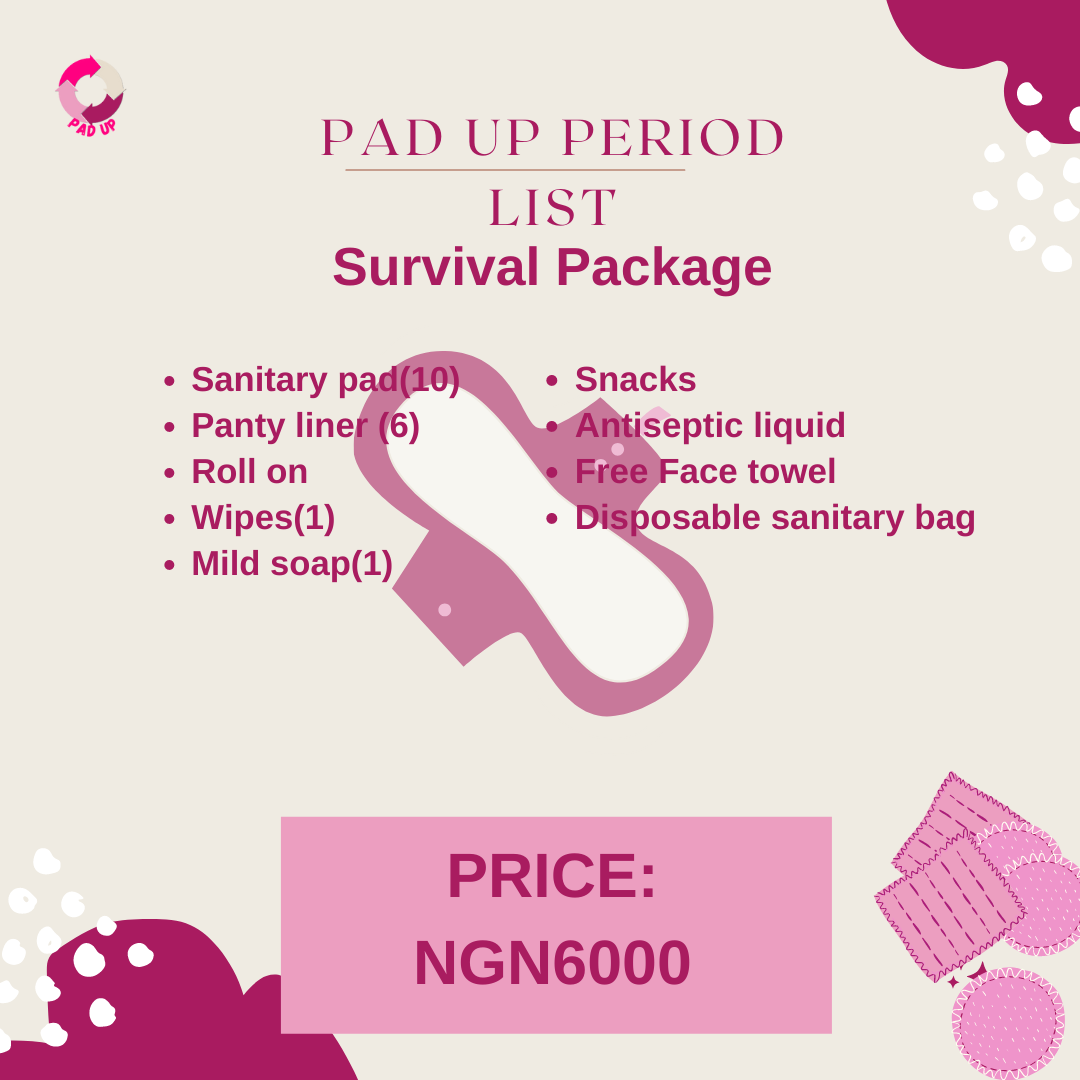 PAD UP
PAD UP PERIOD
LIST
Survival Package
• Sanitary pad(10)
• Panty liner (6)
• Roll on
• Wipes(1)
• Mild soap(1)
• Snacks
• Antiseptic liquid
• Free Face towel
• Disposable sanitary bag
PRICE:
NGN6000